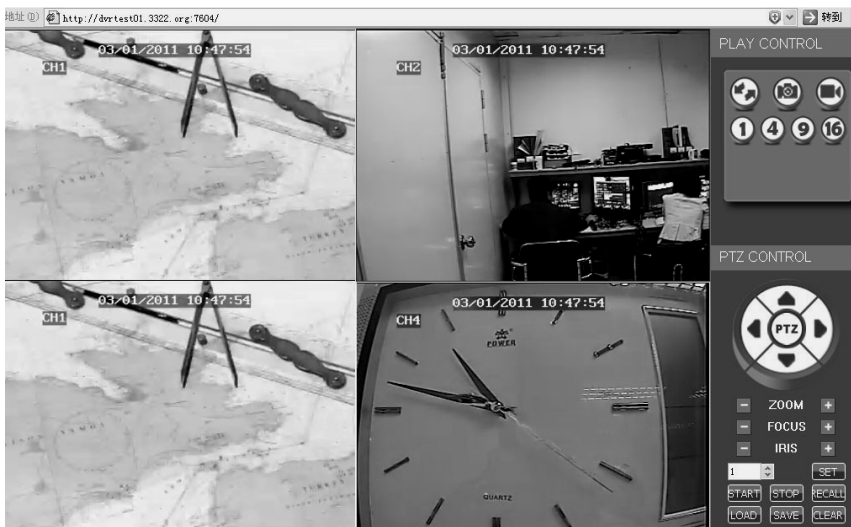 地址(D) http://dvrtest01.3322.org:7604/ 转到
03/01/2011 10:47:54
CH1
03/01/2011 10:47:54
CH2
PLAY CONTROL
1 4 9 16
03/01/2011 10:47:54
CH1
03/01/2011 10:47:54
CH4
POWER
QUARTZ
PTZ CONTROL
PTZ
- ZOOM +
- FOCUS +
- IRIS +
1 SET
START STOP RECALL
LOAD SAVE CLEAR